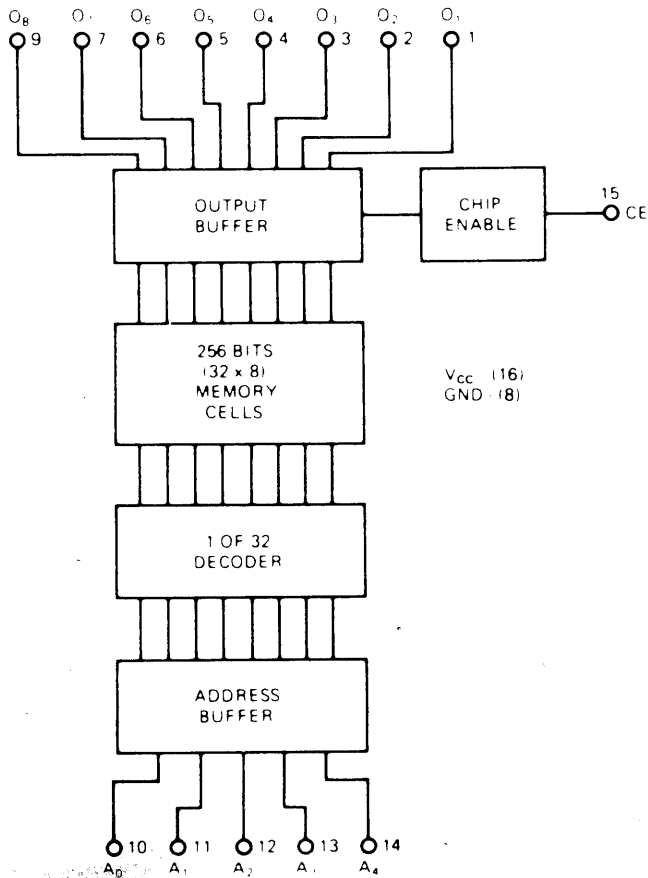 O8 O7 O6 O5 O4 O3 O2 O1
9 7 6 5 4 3 2 1
OUTPUT
BUFFER
CHIP
ENABLE
15
CE
256 BITS
(32 x 8)
MEMORY
CELLS
VCC (16)
GND (8)
1 OF 32
DECODER
ADDRESS
BUFFER
10 11 12 13 14
A0 A1 A2 A3 A4